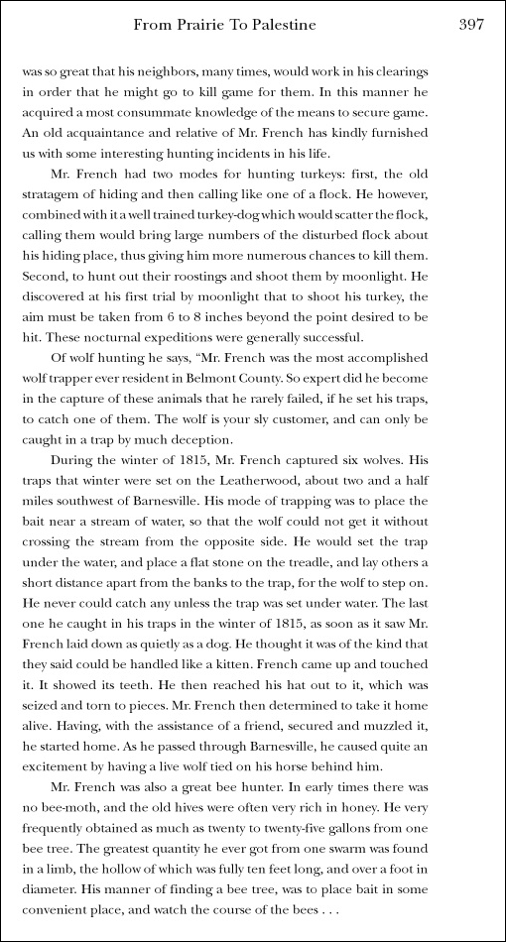 From Prairie To Palestine 397
was so great that his neighbors, many times, would work in his clearings
in order that he might go to kill game for them. In this manner he
acquired a most consummate knowledge of the means to secure game.
An old acquaintance and relative of Mr. French has kindly furnished
us with some interesting hunting incidents in his life.
Mr. French had two modes for hunting turkeys: first, the old
stratagem of hiding and then calling like one of a flock. He however,
combined with it a well trained turkey-dog which would scatter the flock,
calling them would bring large numbers of the disturbed flock about
his hiding place, thus giving him more numerous chances to kill them.
Second, to hunt out their roostings and shoot them by moonlight. He
discovered at his first trial by moonlight that to shoot his turkey, the
aim must be taken from 6 to 8 inches beyond the point desired to be
hit. These nocturnal expeditions were generally successful.
Of wolf hunting he says, “Mr. French was the most accomplished
wolf trapper ever resident in Belmont County. So expert did he become
in the capture of these animals that he rarely failed, if he set his traps,
to catch one of them. The wolf is your sly customer, and can only be
caught in a trap by much deception.
During the winter of 1815, Mr. French captured six wolves. His
traps that winter were set on the Leatherwood, about two and a half
miles southwest of Barnesville. His mode of trapping was to place the
bait near a stream of water, so that the wolf could not get it without
crossing the stream from the opposite side. He would set the trap
under the water, and place a flat stone on the treadle, and lay others a
short distance apart from the banks to the trap, for the wolf to step on.
He never could catch any unless the trap was set under water. The last
one he caught in his traps in the winter of 1815, as soon as it saw Mr.
French laid down as quietly as a dog. He thought it was of the kind that
they said could be handled like a kitten. French came up and touched
it. It showed its teeth. He then reached his hat out to it, which was
seized and torn to pieces. Mr. French then determined to take it home
alive. Having, with the assistance of a friend, secured and muzzled it,
he started home. As he passed through Barnesville, he caused quite an
excitement by having a live wolf tied on his horse behind him.
Mr. French was also a great bee hunter. In early times there was
no bee-moth, and the old hives were often very rich in honey. He very
frequently obtained as much as twenty to twenty-five gallons from one
bee tree. The greatest quantity he ever got from one swarm was found
in a limb, the hollow of which was fully ten feet long, and over a foot in
diameter. His manner of finding a bee tree, was to place bait in some
convenient place, and watch the course of the bees . . .